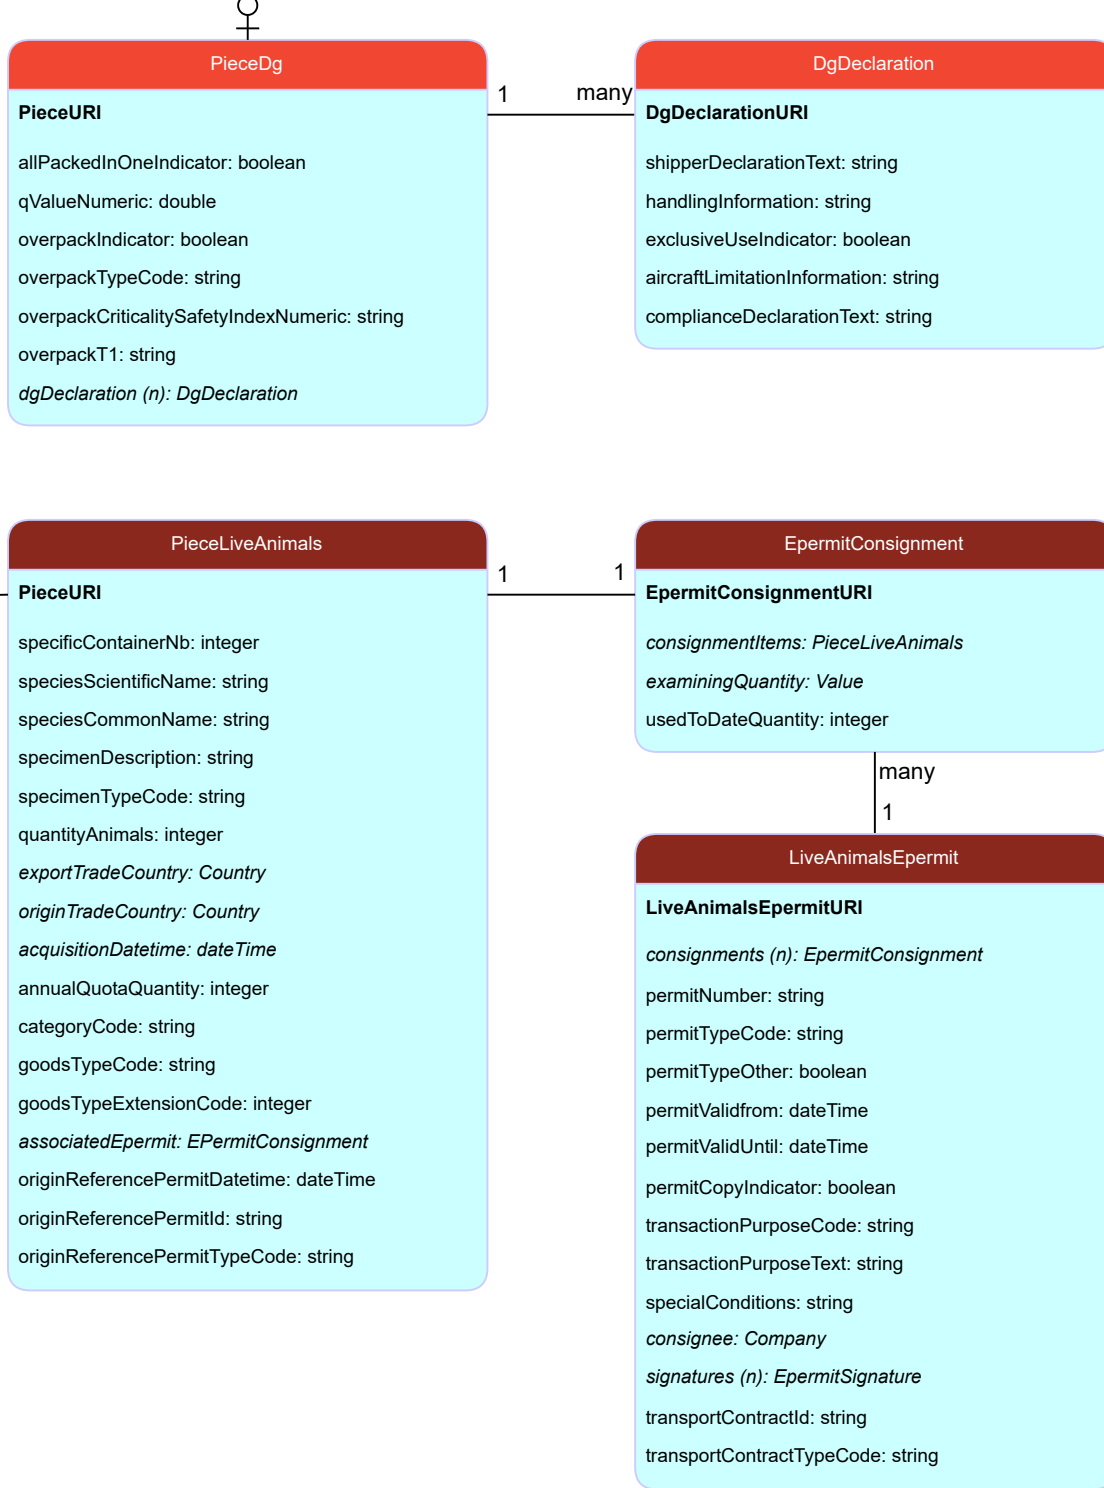 PieceDg
PieceURI
allPackedInOneIndicator: boolean
qValueNumeric: double
overpackIndicator: boolean
overpackTypeCode: string
overpackCriticalitySafetyIndexNumeric: string
overpackT1: string
dgDeclaration (n): DgDeclaration
1 many
DgDeclaration
DgDeclarationURI
shipperDeclarationText: string
handlingInformation: string
exclusiveUseIndicator: boolean
aircraftLimitationInformation: string
complianceDeclarationText: string
PieceLiveAnimals
PieceURI
specificContainerNb: integer
speciesScientificName: string
speciesCommonName: string
specimenDescription: string
specimenTypeCode: string
quantityAnimals: integer
exportTradeCountry: Country
originTradeCountry: Country
acquisitionDatetime: dateTime
annualQuotaQuantity: integer
categoryCode: string
goodsTypeCode: string
goodsTypeExtensionCode: integer
associatedEpermit: EPermitConsignment
originReferencePermitDatetime: dateTime
originReferencePermitId: string
originReferencePermitTypeCode: string
1 1
EpermitConsignment
EpermitConsignmentURI
consignmentItems: PieceLiveAnimals
examiningQuantity: Value
usedToDateQuantity: integer
many
1
LiveAnimalsEpermit
LiveAnimalsEpermitURI
consignments (n): EpermitConsignment
permitNumber: string
permitTypeCode: string
permitTypeOther: boolean
permitValidfrom: dateTime
permitValidUntil: dateTime
permitCopyIndicator: boolean
transactionPurposeCode: string
transactionPurposeText: string
specialConditions: string
consignee: Company
signatures (n): EpermitSignature
transportContractId: string
transportContractTypeCode: string